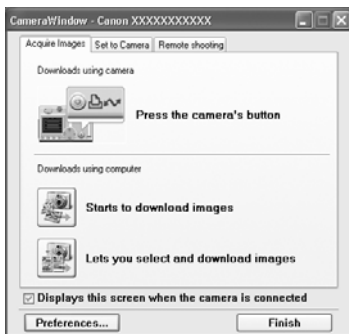 CameraWindow - Canon XXXXXXXXXXX
Acquire Images Set to Camera Remote shooting
Downloads using camera
Press the camera's button
Downloads using computer
Starts to download images
Lets you select and download images
Displays this screen when the camera is connected
Preferences... Finish